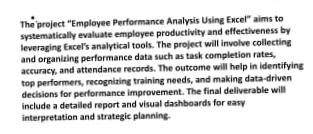 The project "Employee Performance Analysis Using Excel" aims to
systematically evaluate employee productivity and effectiveness by
leveraging Excel's analytical tools. The project will involve collecting
and organizing performance data such as task completion rates,
accuracy, and attendance records. The outcome will help in identifying
top performers, recognizing training needs, and making data-driven
decisions for performance improvement. The final deliverable will
include a detailed report and visual dashboards for easy
interpretation and strategic planning.